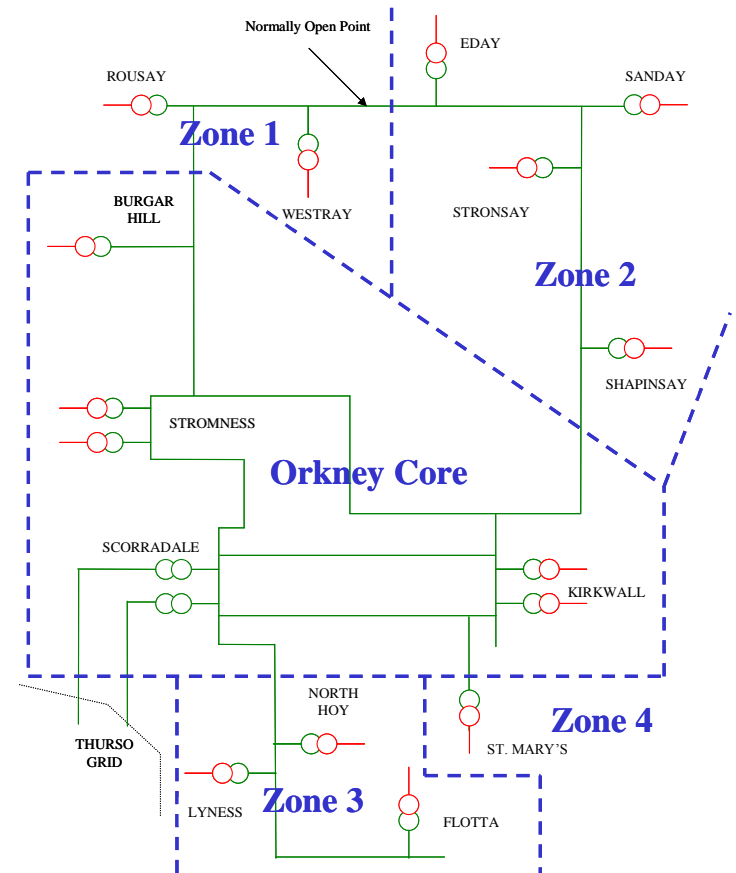 Normally Open Point
EDAY
ROUSAY
SANDAY
Zone 1
BURGAR
HILL
WESTRAY
STRONSAY
Zone 2
SHAPINSAY
STROMNESS
Orkney Core
SCORRADALE
KIRKWALL
NORTH
HOY
Zone 4
THURSO
GRID
ST. MARY'S
LYNESS
Zone 3
FLOTTA